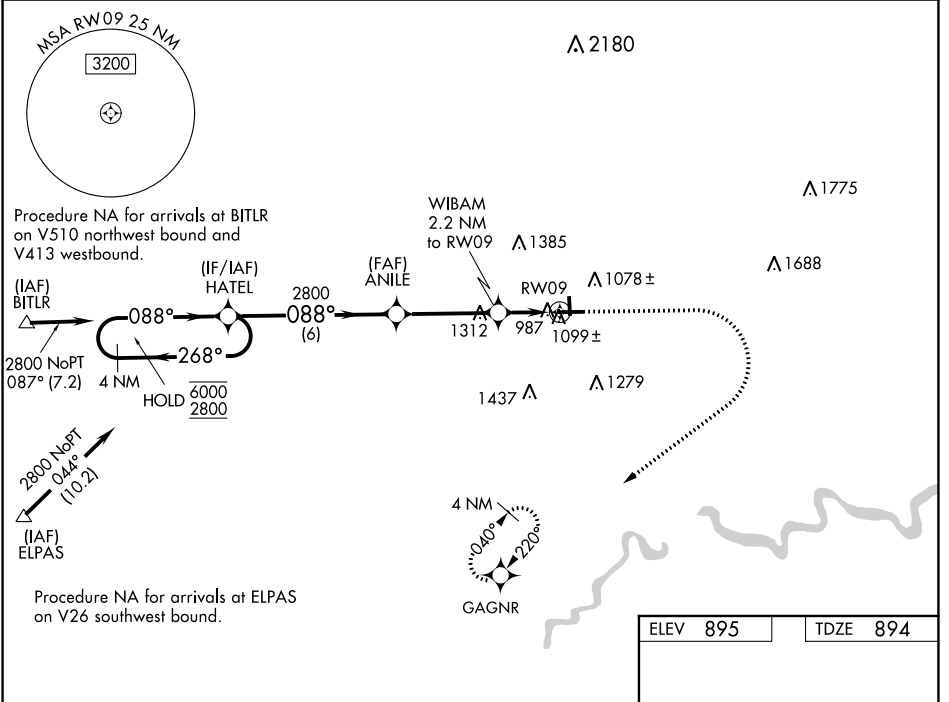 MSA RW09 25 NM
3200
2180
1775
Procedure NA for arrivals at BITLR
on V510 northwest bound and
V413 westbound.
WIBAM
2.2 NM
to RW09
1385
1688
(IAF)
BITLR
(IF/IAF)
HATEL
(FAF)
ANILE
2800
088°
(6)
088°
RW09
1078 ±
1312
987
1099 ±
268°
2800 NoPT
087° (7.2)
4 NM
HOLD
6000
2800
1437
1279
2800 NoPT
044°
(10.2)
(IAF)
ELPAS
4 NM
040°
220°
GAGNR
Procedure NA for arrivals at ELPAS
on V26 southwest bound.
ELEV 895
TDZE 894